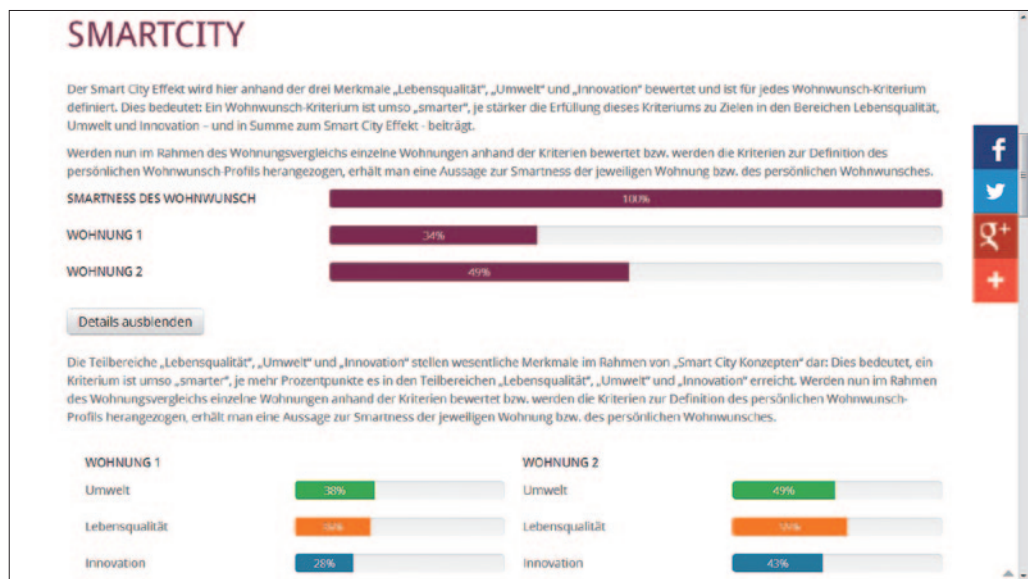 SMARTCITY
Der Smart City Effekt wird hier anhand der drei Merkmale „Lebensqualität“, „Umwelt“ und „Innovation“ bewertet und ist für jedes Wohnwunsch-Kriterium
definiert. Dies bedeutet: Ein Wohnwunsch-Kriterium ist umso „smarter“, je stärker die Erfüllung dieses Kriteriums zu Zielen in den Bereichen Lebensqualität,
Umwelt und Innovation – und in Summe zum Smart City Effekt - beiträgt.
Werden nun im Rahmen des Wohnungsvergleichs einzelne Wohnungen anhand der Kriterien bewertet bzw. werden die Kriterien zur Definition des
persönlichen Wohnwunsch-Profils herangezogen, erhält man eine Aussage zur Smartness der jeweiligen Wohnung bzw. des persönlichen Wohnwunsches.
SMARTNESS DES WOHNWUNSCH 100%
WOHNUNG 1 34%
WOHNUNG 2 49%
Details ausblenden
Die Teilbereiche „Lebensqualität“, „Umwelt“ und „Innovation“ stellen wesentliche Merkmale im Rahmen von „Smart City Konzepten“ dar: Dies bedeutet, ein
Kriterium ist umso „smarter“, je mehr Prozentpunkte es in den Teilbereichen „Lebensqualität“, „Umwelt“ und „Innovation“ erreicht. Werden nun im Rahmen
des Wohnungsvergleichs einzelne Wohnungen anhand der Kriterien bewertet bzw. werden die Kriterien zur Definition des persönlichen Wohnwunsch-
Profils herangezogen, erhält man eine Aussage zur Smartness der jeweiligen Wohnung bzw. des persönlichen Wohnwunsches.
WOHNUNG 1 WOHNUNG 2
Umwelt 38% Umwelt 49%
Lebensqualität Lebensqualität
Innovation 28% Innovation 43%